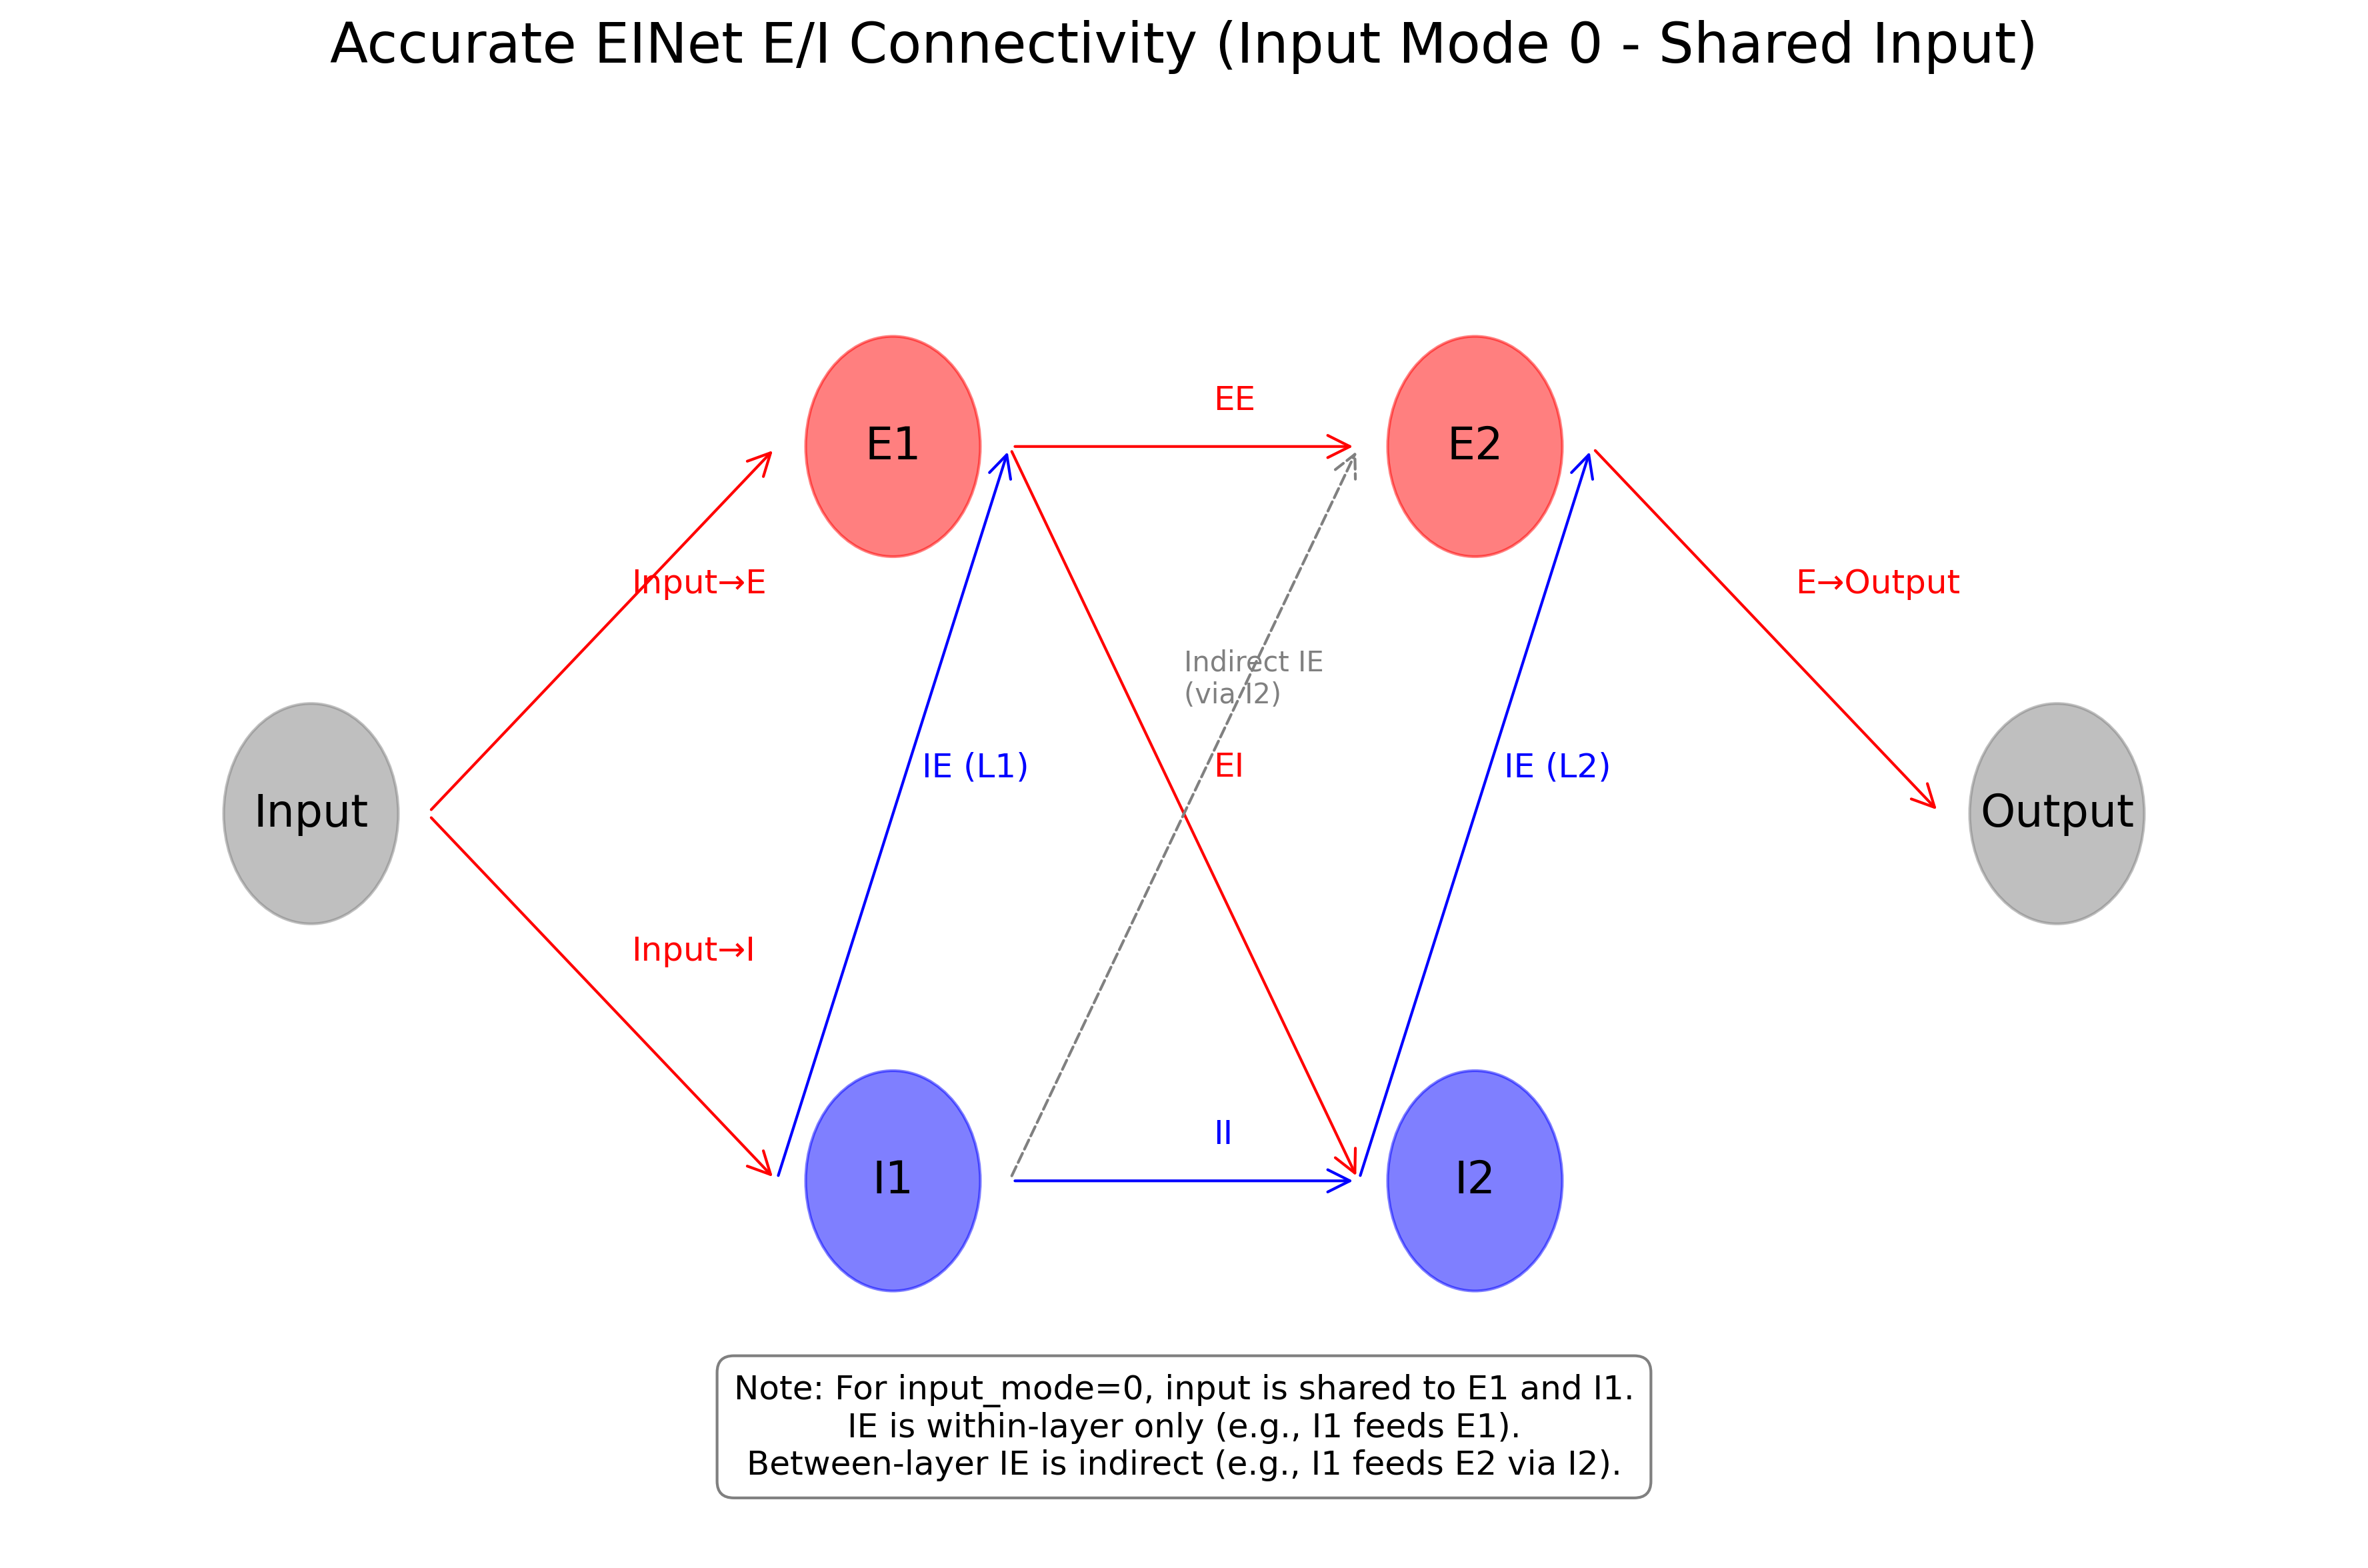 Accurate EINet E/I Connectivity (Input Mode 0 - Shared Input)
EE
E1
E2
Input→E
E→Output
Indirect IE
(via I2)
IE (L1)
EI
IE (L2)
Input
Output
Input→I
II
I1
I2
Note: For input_mode=0, input is shared to E1 and I1.
IE is within-layer only (e.g., I1 feeds E1).
Between-layer IE is indirect (e.g., I1 feeds E2 via I2).